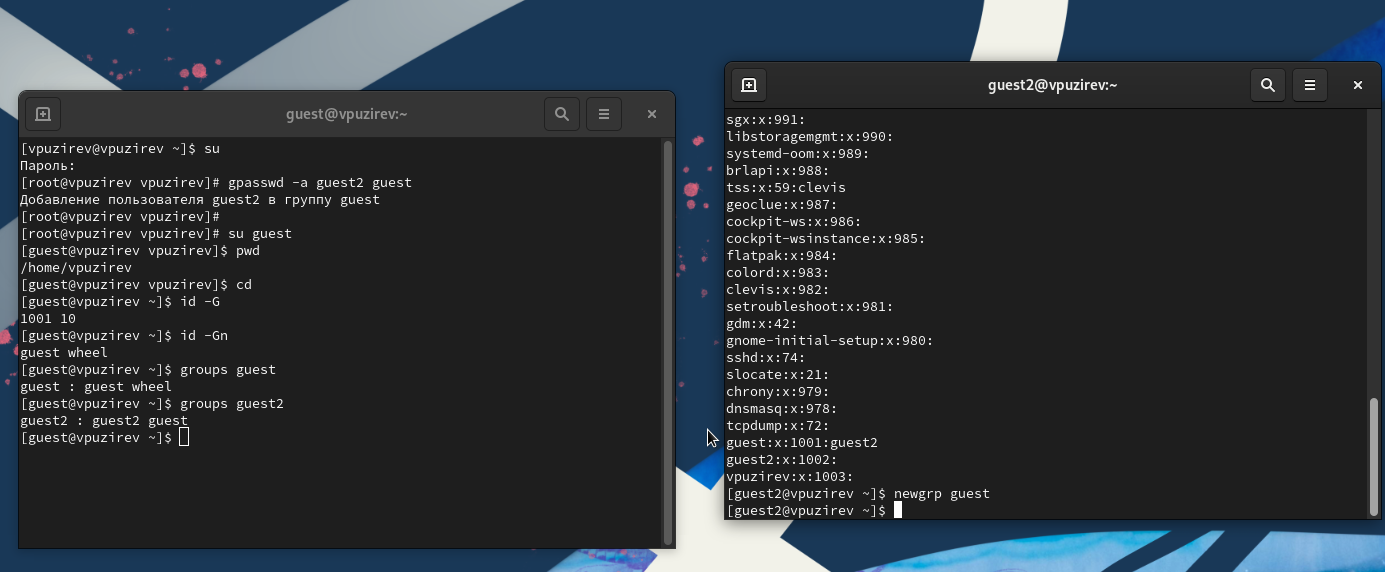 guest@vpuzirev:~
[vpuzirev@vpuzirev ~]$ su
Пароль:
[root@vpuzirev vpuzirev]# gpasswd -a guest2 guest
Добавление пользователя guest2 в группу guest
[root@vpuzirev vpuzirev]#
[root@vpuzirev vpuzirev]# su guest
[guest@vpuzirev vpuzirev]$ pwd
/home/vpuzirev
[guest@vpuzirev vpuzirev]$ cd
[guest@vpuzirev ~]$ id -G
1001 10
[guest@vpuzirev ~]$ id -Gn
guest wheel
[guest@vpuzirev ~]$ groups guest
guest : guest wheel
[guest@vpuzirev ~]$ groups guest2
guest2 : guest2 guest
[guest@vpuzirev ~]$
guest2@vpuzirev:~
sgx:x:991:
libstoragemgmt:x:990:
systemd-oom:x:989:
brlapi:x:988:
tss:x:59:clevis
geoclue:x:987:
cockpit-ws:x:986:
cockpit-wsinstance:x:985:
flatpak:x:984:
colord:x:983:
clevis:x:982:
setroubleshoot:x:981:
gdm:x:42:
gnome-initial-setup:x:980:
sshd:x:74:
slocate:x:21:
chrony:x:979:
dnsmasq:x:978:
tcpdump:x:72:
guest:x:1001:guest2
guest2:x:1002:
vpuzirev:x:1003:
[guest2@vpuzirev ~]$ newgrp guest
[guest2@vpuzirev ~]$